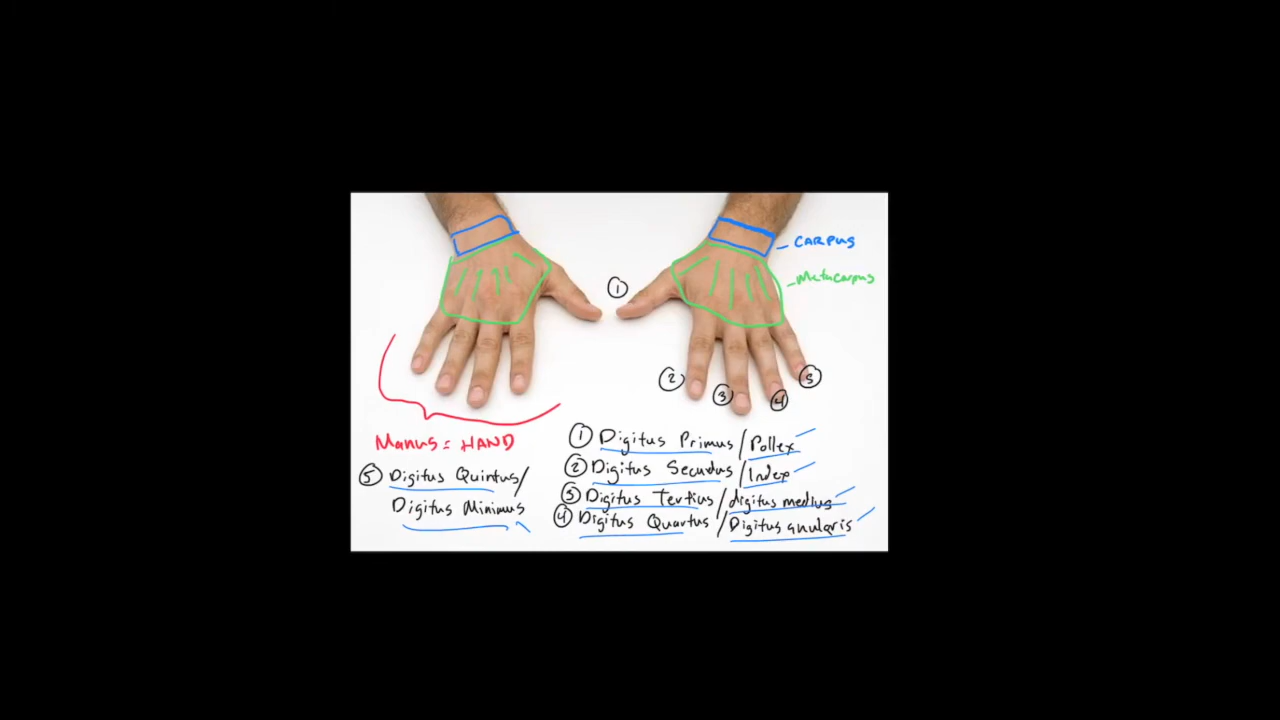 CARPUS
Metacarpus
1
2
3
4
5
Manus = HAND
1 Digitus Primus / Pollex
2 Digitus Secundus / Index
3 Digitus Tertius / digitus medius
4 Digitus Quartus / Digitus anularis
5 Digitus Quintus /
Digitus Minimus